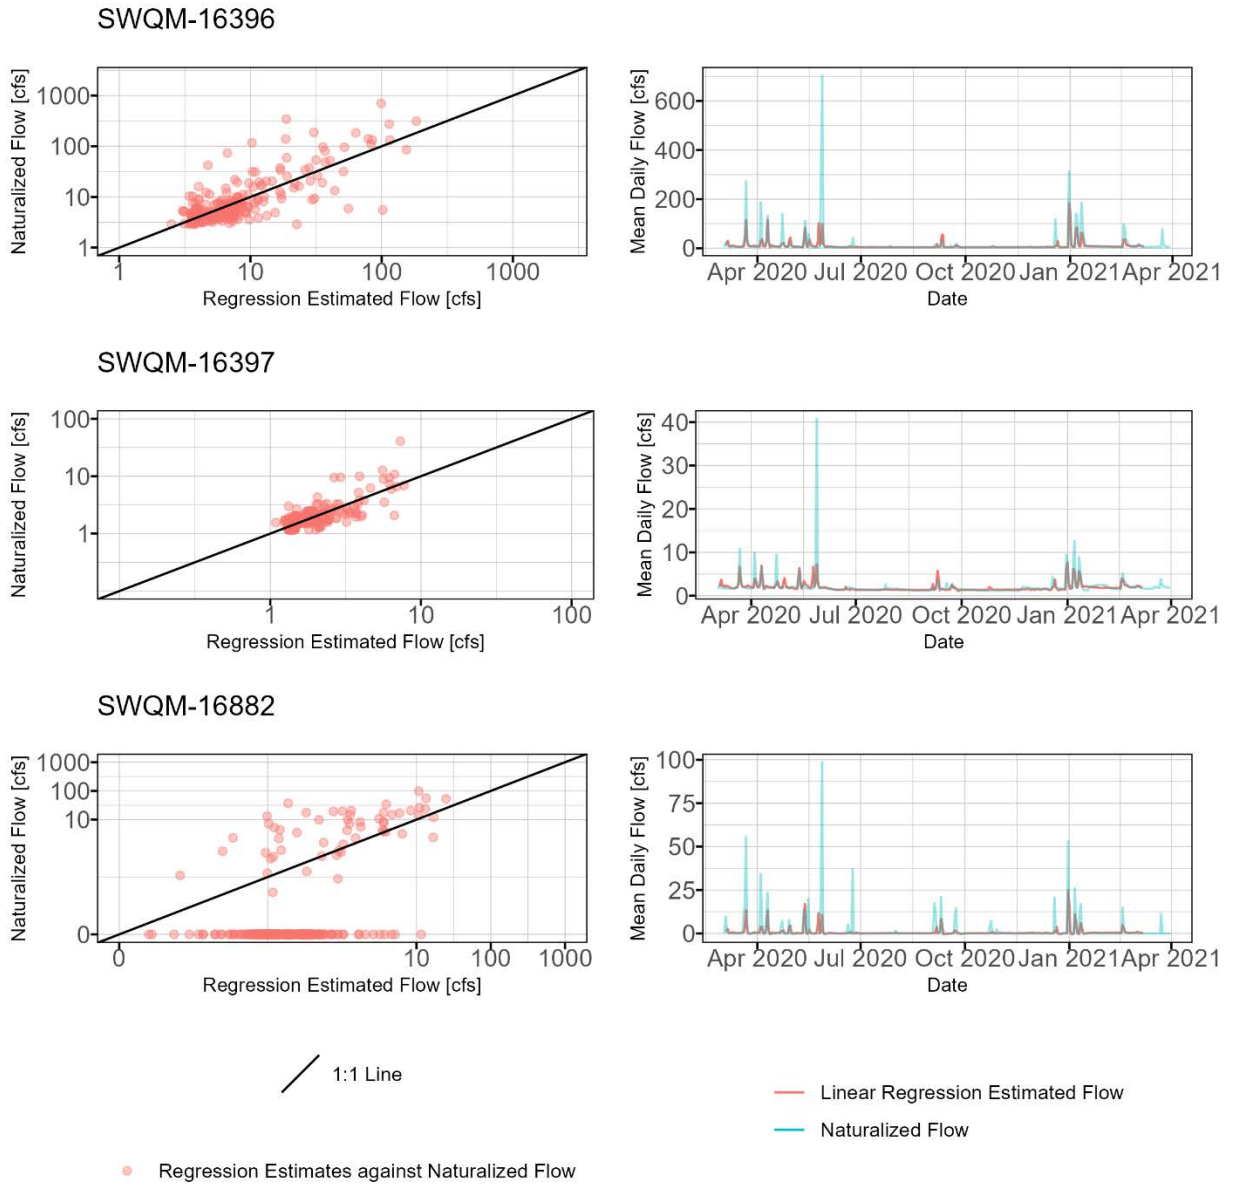 SWQM-16396
Naturalized Flow [cfs]
1000
100
10
1
1 10 100 1000
Regression Estimated Flow [cfs]
Mean Daily Flow [cfs]
600
400
200
0
Apr 2020 Jul 2020 Oct 2020 Jan 2021 Apr 2021
Date
SWQM-16397
Naturalized Flow [cfs]
100
10
1
1 10 100
Regression Estimated Flow [cfs]
Mean Daily Flow [cfs]
40
30
20
10
0
Apr 2020 Jul 2020 Oct 2020 Jan 2021 Apr 2021
Date
SWQM-16882
Naturalized Flow [cfs]
1000
100
10
0
0 10 100 1000
Regression Estimated Flow [cfs]
Mean Daily Flow [cfs]
100
75
50
25
0
Apr 2020 Jul 2020 Oct 2020 Jan 2021 Apr 2021
Date
1:1 Line
Regression Estimates against Naturalized Flow
Linear Regression Estimated Flow
Naturalized Flow